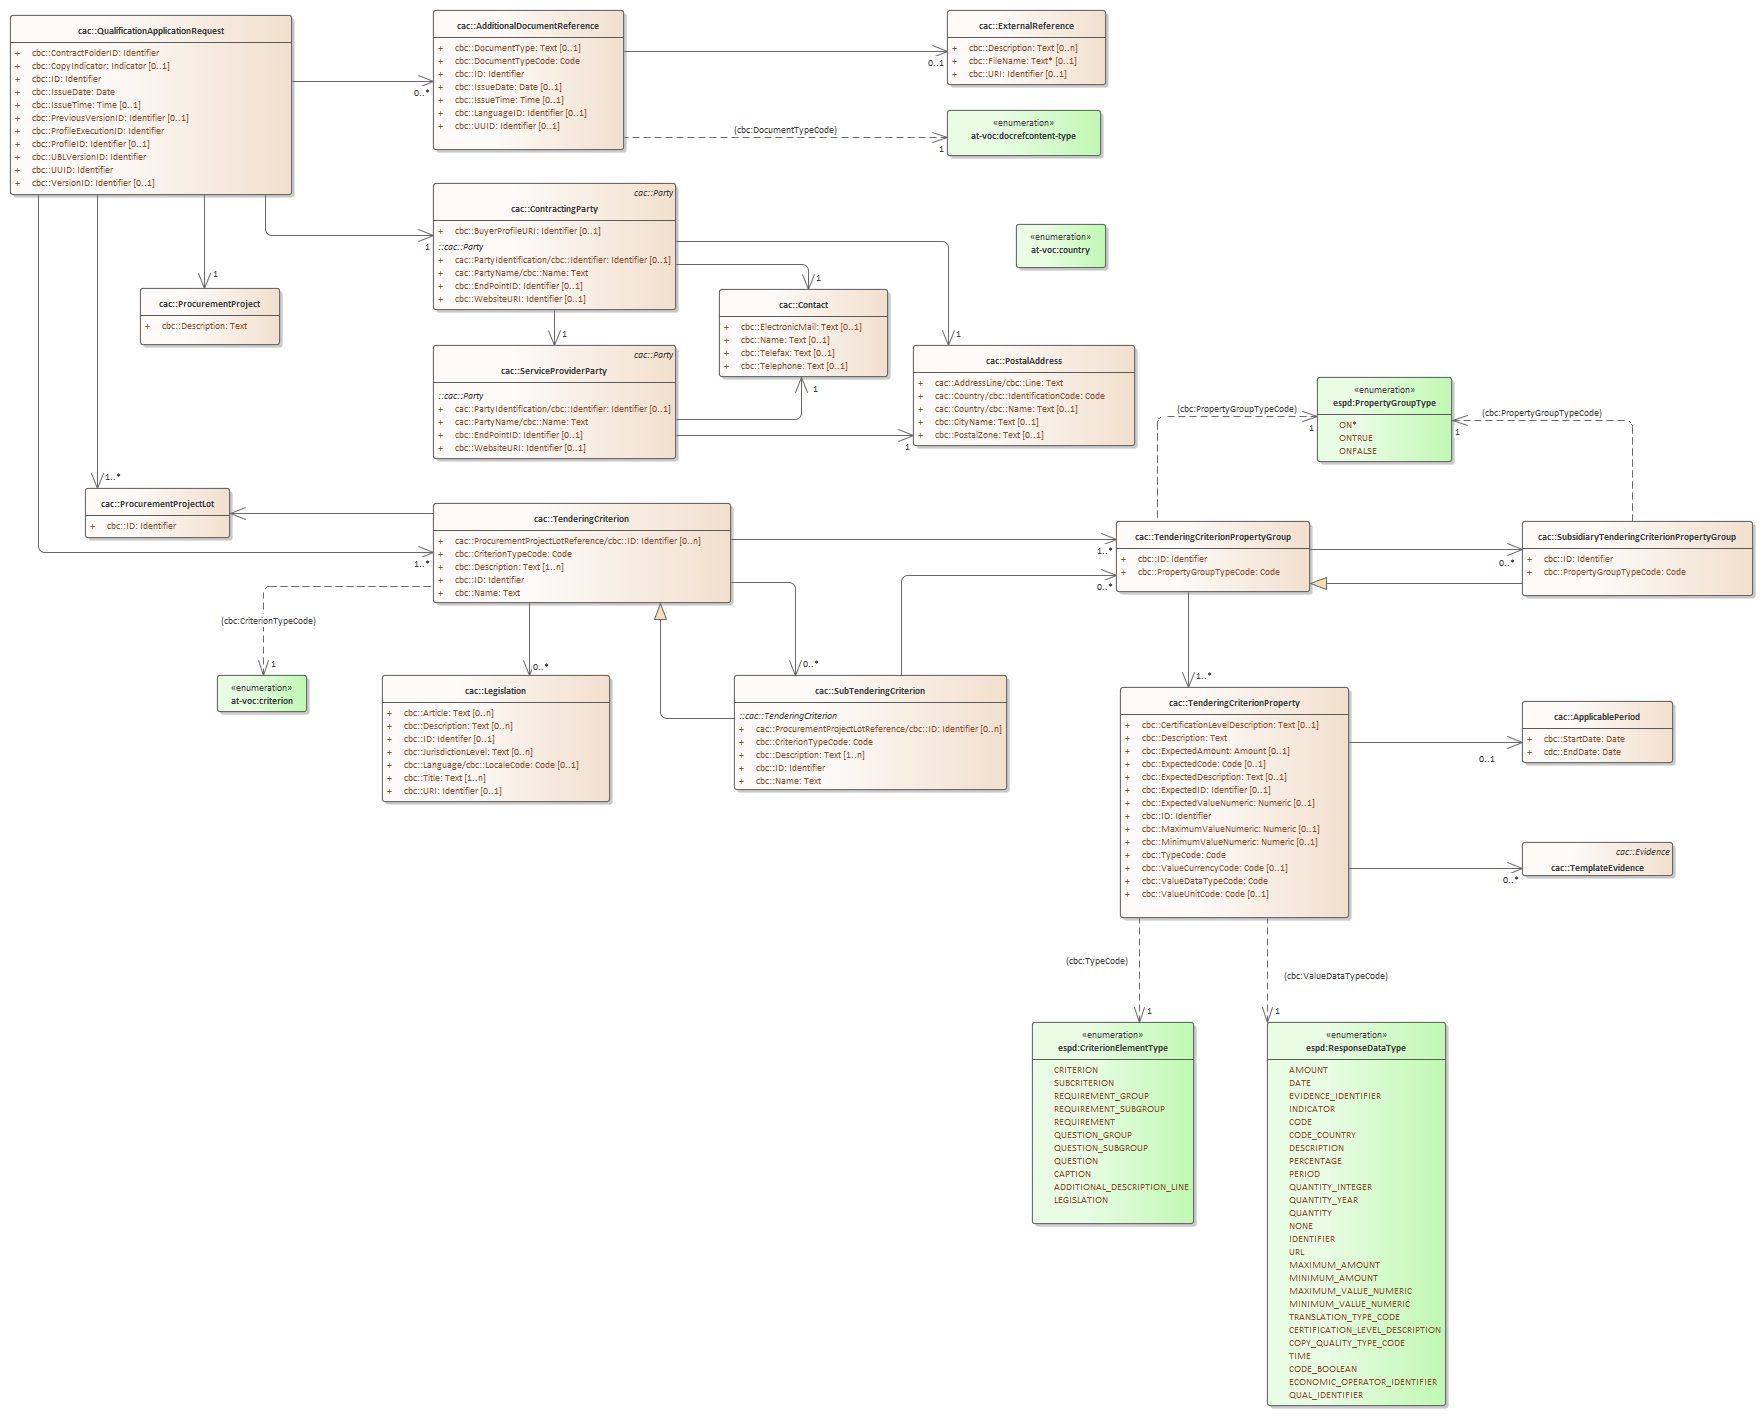 cac::QualificationApplicationRequest
+ cbc::ContractFolderID: Identifier
+ cbc::CopyIndicator: Indicator [0..1]
+ cbc::ID: Identifier
+ cbc::IssueDate: Date
+ cbc::IssueTime: Time [0..1]
+ cbc::PreviousVersionID: Identifier [0..1]
+ cbc::ProfileExecutionID: Identifier
+ cbc::ProfileID: Identifier [0..1]
+ cbc::UBLVersionID: Identifier
+ cbc::UUID: Identifier
+ cbc::VersionID: Identifier [0..1]
0..*
cac::AdditionalDocumentReference
+ cbc::DocumentType: Text [0..1]
+ cbc::DocumentTypeCode: Code
+ cbc::ID: Identifier
+ cbc::IssueDate: Date [0..1]
+ cbc::IssueTime: Time [0..1]
+ cbc::LanguageID: Identifier [0..1]
+ cbc::UUID: Identifier [0..1]
0..1
cac::ExternalReference
+ cbc::Description: Text [0..n]
+ cbc::FileName: Text* [0..1]
+ cbc::URI: Identifier [0..1]
{cbc:DocumentTypeCode}
1
«enumeration»
at-voc:docrefcontent-type
cac::Party
cac::ContractingParty
+ cbc::BuyerProfileURI: Identifier [0..1]
::cac::Party
+ cac::PartyIdentification/cbc::Identifier: Identifier [0..1]
+ cac::PartyName/cbc::Name: Text
+ cbc::EndPointID: Identifier [0..1]
+ cbc::WebsiteURI: Identifier [0..1]
1
«enumeration»
at-voc:country
1
cac::ProcurementProject
+ cbc::Description: Text
1
cac::Contact
+ cbc::ElectronicMail: Text [0..1]
+ cbc::Name: Text [0..1]
+ cbc::Telefax: Text [0..1]
+ cbc::Telephone: Text [0..1]
1
1
cac::Party
cac::ServiceProviderParty
::cac::Party
+ cac::PartyIdentification/cbc::Identifier: Identifier [0..1]
+ cac::PartyName/cbc::Name: Text
+ cbc::EndPointID: Identifier [0..1]
+ cbc::WebsiteURI: Identifier [0..1]
1
1
cac::PostalAddress
+ cac::AddressLine/cbc::Line: Text
+ cac::Country/cbc::IdentificationCode: Code
+ cac::Country/cbc::Name: Text [0..1]
+ cbc::CityName: Text [0..1]
+ cbc::PostalZone: Text [0..1]
1
«enumeration»
espd:PropertyGroupType
ON*
ONTRUE
ONFALSE
{cbc:PropertyGroupTypeCode}
1
{cbc:PropertyGroupTypeCode}
1
1..*
cac::ProcurementProjectLot
+ cbc::ID: Identifier
1..*
cac::TenderingCriterion
+ cac::ProcurementProjectLotReference/cbc::ID: Identifier [0..n]
+ cbc::CriterionTypeCode: Code
+ cbc::Description: Text [1..n]
+ cbc::ID: Identifier
+ cbc::Name: Text
1..*
0..*
cac::TenderingCriterionPropertyGroup
+ cbc::ID: Identifier
+ cbc::PropertyGroupTypeCode: Code
0..*
cac::SubsidiaryTenderingCriterionPropertyGroup
+ cbc::ID: Identifier
+ cbc::PropertyGroupTypeCode: Code
{cbc:CriterionTypeCode}
1
«enumeration»
at-voc:criterion
0..*
cac::Legislation
+ cbc::Article: Text [0..n]
+ cbc::Description: Text [0..n]
+ cbc::ID: Identifer [0..1]
+ cbc::JurisdictionLevel: Text [0..n]
+ cbc::Language/cbc::LocaleCode: Code [0..1]
+ cbc::Title: Text [1..n]
+ cbc::URI: Identifier [0..1]
0..*
cac::SubTenderingCriterion
::cac::TenderingCriterion
+ cac::ProcurementProjectLotReference/cbc::ID: Identifier [0..n]
+ cbc::CriterionTypeCode: Code
+ cbc::Description: Text [1..n]
+ cbc::ID: Identifier
+ cbc::Name: Text
1..*
cac::TenderingCriterionProperty
+ cbc::CertificationLevelDescription: Text [0..1]
+ cbc::Description: Text
+ cbc::ExpectedAmount: Amount [0..1]
+ cbc::ExpectedCode: Code [0..1]
+ cbc::ExpectedDescription: Text [0..1]
+ cbc::ExpectedID: Identifier [0..1]
+ cbc::ExpectedValueNumeric: Numeric [0..1]
+ cbc::ID: Identifier
+ cbc::MaximumValueNumeric: Numeric [0..1]
+ cbc::MinimumValueNumeric: Numeric [0..1]
+ cbc::TypeCode: Code
+ cbc::ValueCurrencyCode: Code [0..1]
+ cbc::ValueDataTypeCode: Code
+ cbc::ValueUnitCode: Code [0..1]
0..1
cac::ApplicablePeriod
+ cbc::StartDate: Date
+ cdc::EndDate: Date
0..*
cac::Evidence
cac::TemplateEvidence
{cbc:TypeCode}
1
{cbc:ValueDataTypeCode}
1
«enumeration»
espd:CriterionElementType
CRITERION
SUBCRITERION
REQUIREMENT_GROUP
REQUIREMENT_SUBGROUP
REQUIREMENT
QUESTION_GROUP
QUESTION_SUBGROUP
QUESTION
CAPTION
ADDITIONAL_DESCRIPTION_LINE
LEGISLATION
«enumeration»
espd:ResponseDataType
AMOUNT
DATE
EVIDENCE_IDENTIFIER
INDICATOR
CODE
CODE_COUNTRY
DESCRIPTION
PERCENTAGE
PERIOD
QUANTITY_INTEGER
QUANTITY_YEAR
QUANTITY
NONE
IDENTIFIER
URL
MAXIMUM_AMOUNT
MINIMUM_AMOUNT
MAXIMUM_VALUE_NUMERIC
MINIMUM_VALUE_NUMERIC
TRANSLATION_TYPE_CODE
CERTIFICATION_LEVEL_DESCRIPTION
COPY_QUALITY_TYPE_CODE
TIME
CODE_BOOLEAN
ECONOMIC_OPERATOR_IDENTIFIER
QUAL_IDENTIFIER